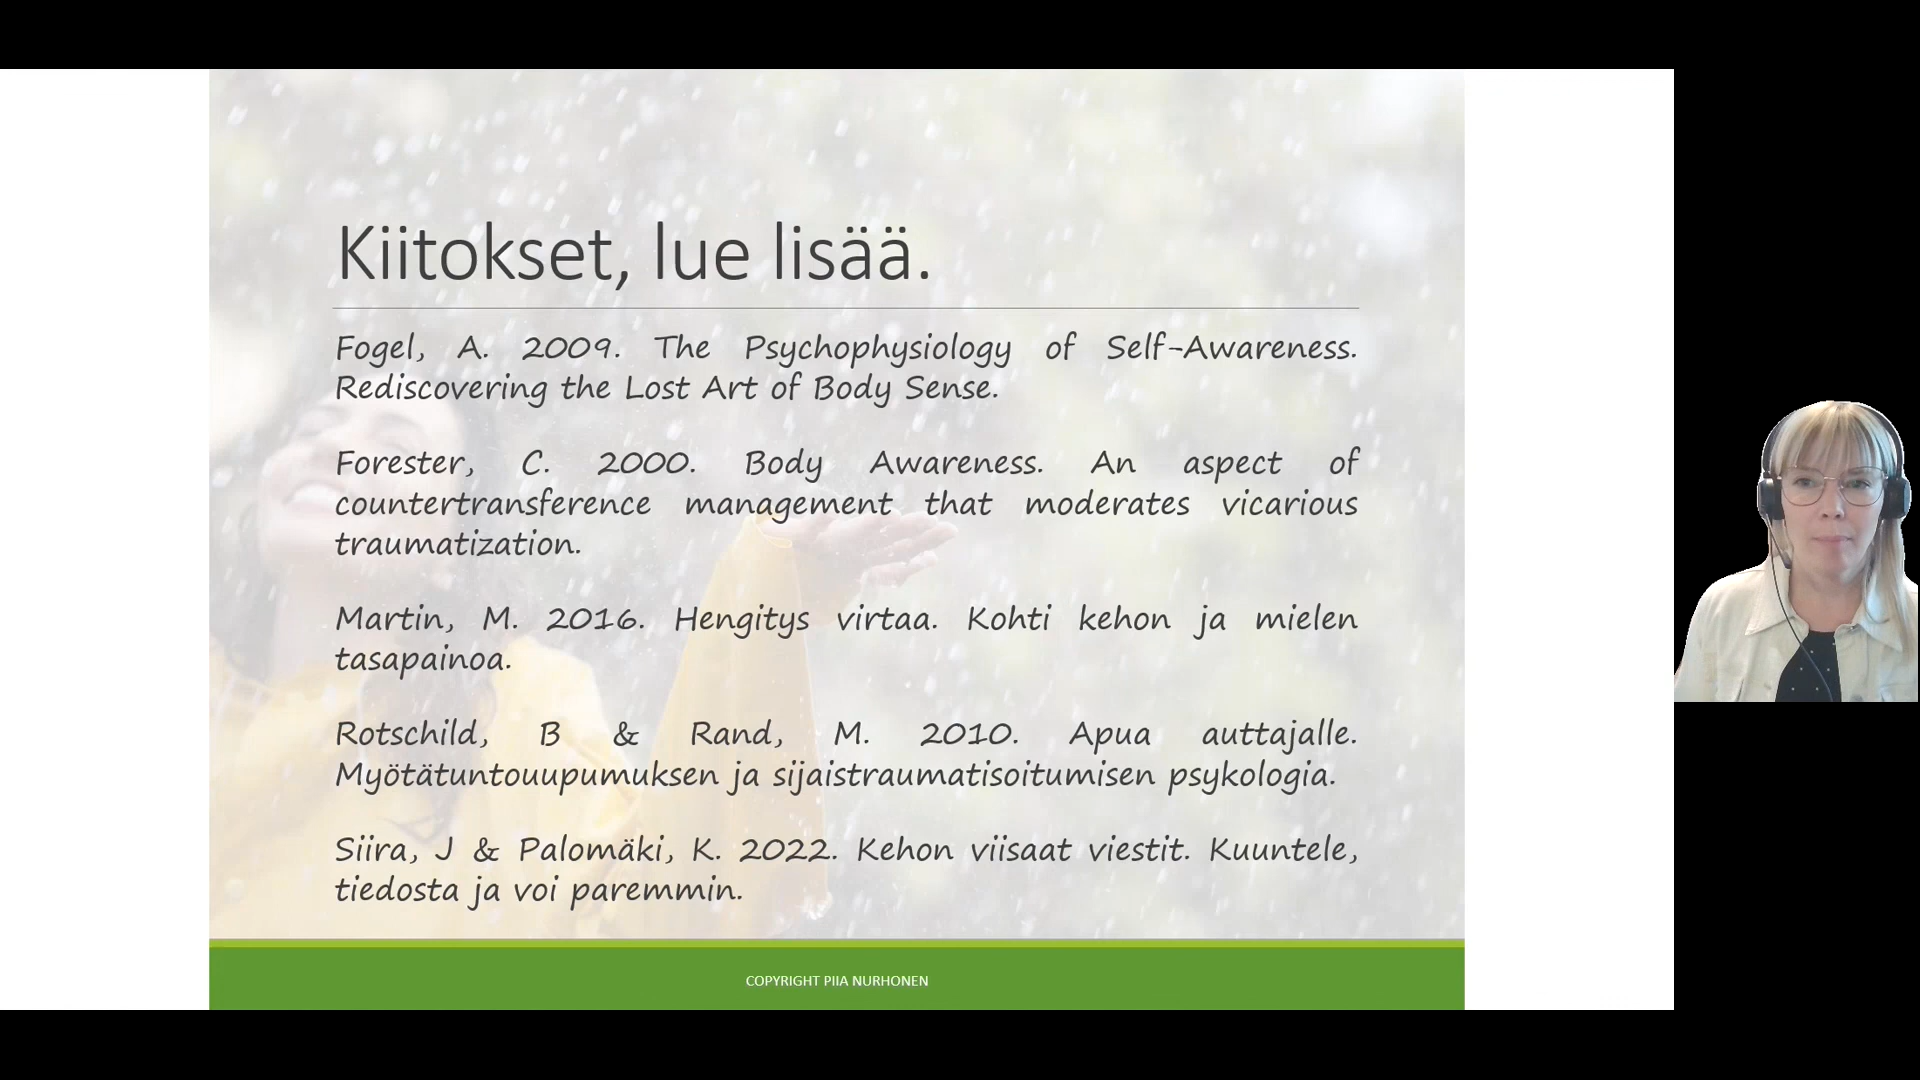 Kiitokset, lue lisää.
Fogel, A. 2009. The Psychophysiology of Self-Awareness.
Rediscovering the Lost Art of Body Sense.
Forester, C. 2000. Body Awareness. An aspect of
countertransference management that moderates vicarious
traumatization.
Martin, M. 2016. Hengitys virtaa. Kohti kehon ja mielen
tasapainoa.
Rotschild, B & Rand, M. 2010. Apua auttajalle.
Myötätuntouupumuksen ja sijaistraumatisoitumisen psykologia.
Siira, J & Palomäki, K. 2022. Kehon viisaat viestit. Kuuntele,
tiedosta ja voi paremmin.
COPYRIGHT PIIA NURHONEN